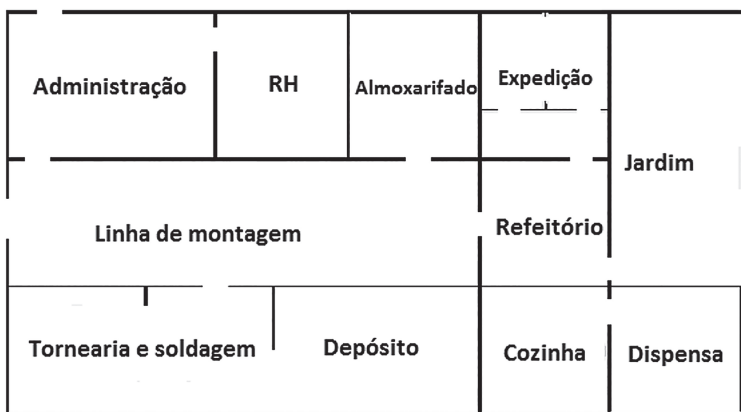 Administração
RH
Almoxarifado
Expedição
Jardim
Linha de montagem
Refeitório
Tornearia e soldagem
Depósito
Cozinha
Dispensa